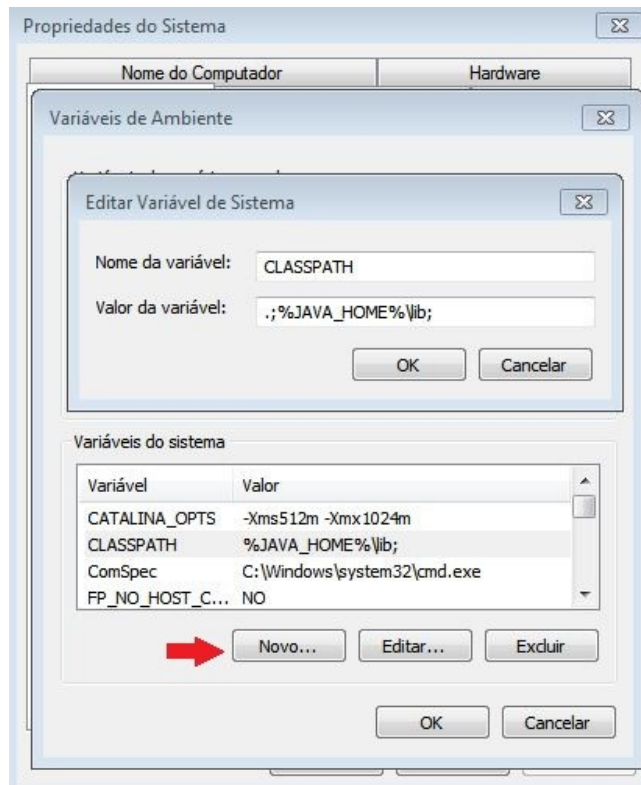 Propriedades do Sistema
Nome do Computador Hardware
Variáveis de Ambiente
Editar Variável de Sistema
Nome da variável: CLASSPATH
Valor da variável: .;%JAVA_HOME%\lib;
OK Cancelar
Variáveis do sistema
Variável Valor
CATALINA_OPTS -Xms512m -Xmx1024m
CLASSPATH %JAVA_HOME%\lib;
ComSpec C:\Windows\system32\cmd.exe
FP_NO_HOST_C... NO
Novo... Editar... Excluir
OK Cancelar